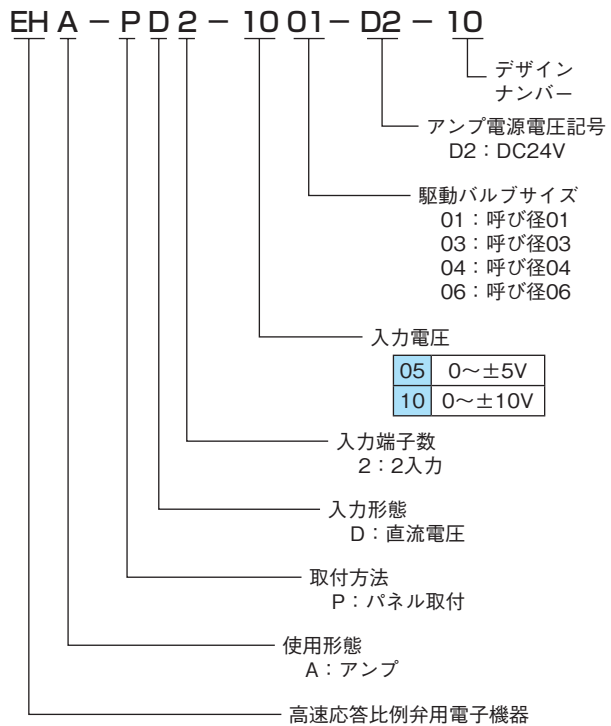 EHA-PD2-1001-D2-10
デザイン
ナンバー
アンプ電源電圧記号
D2：DC24V
駆動バルブサイズ
01：呼び径01
03：呼び径03
04：呼び径04
06：呼び径06
入力電圧
05 0～±5V
10 0～±10V
入力端子数
2：2入力
入力形態
D：直流電圧
取付方法
P：パネル取付
使用形態
A：アンプ
高速応答比例弁用電子機器